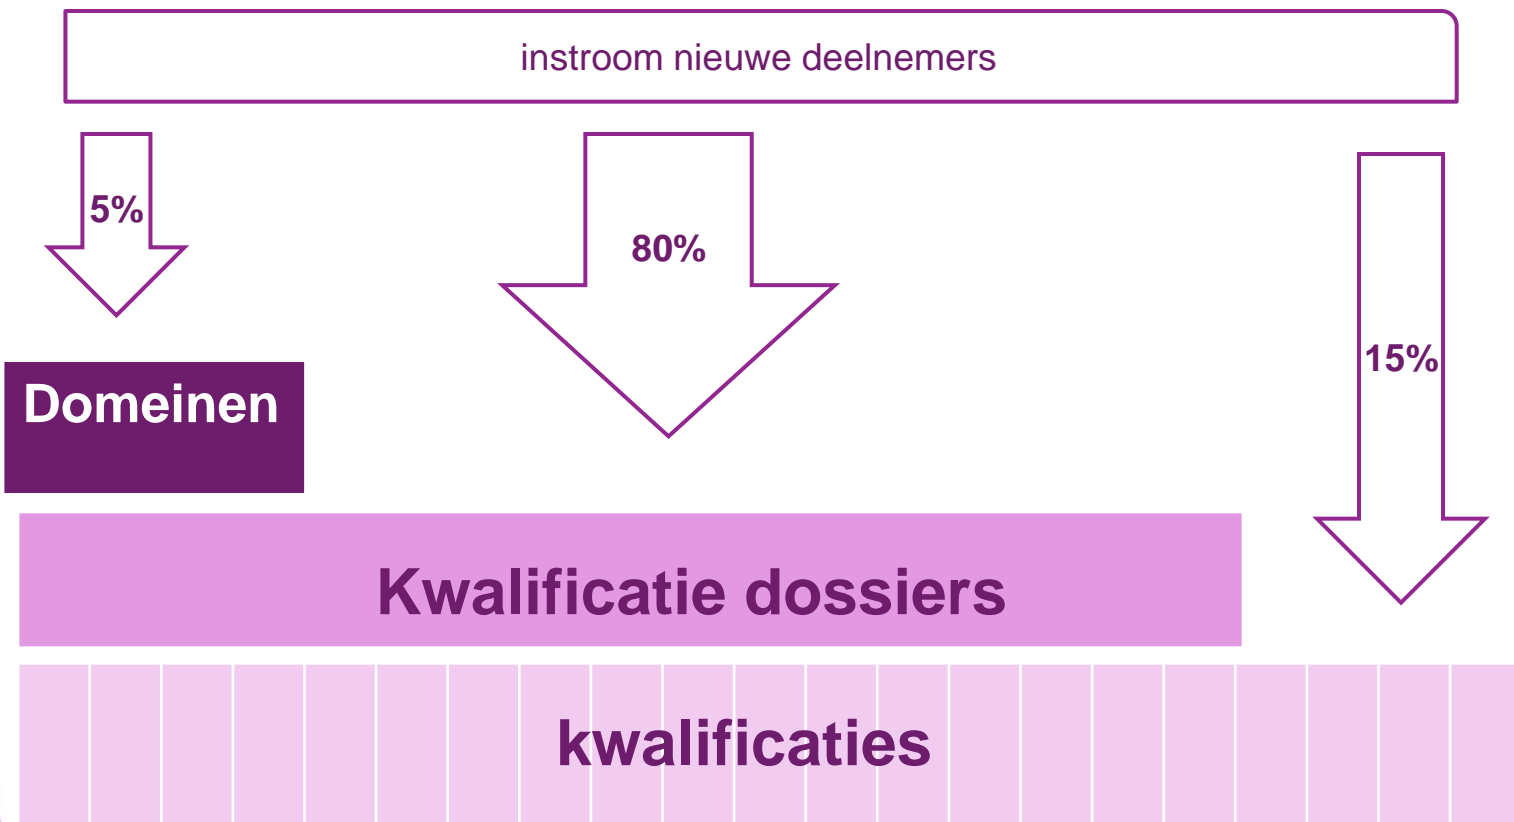 instroom nieuwe deelnemers
5%
80%
15%
Domeinen
Kwalificatie dossiers
kwalificaties